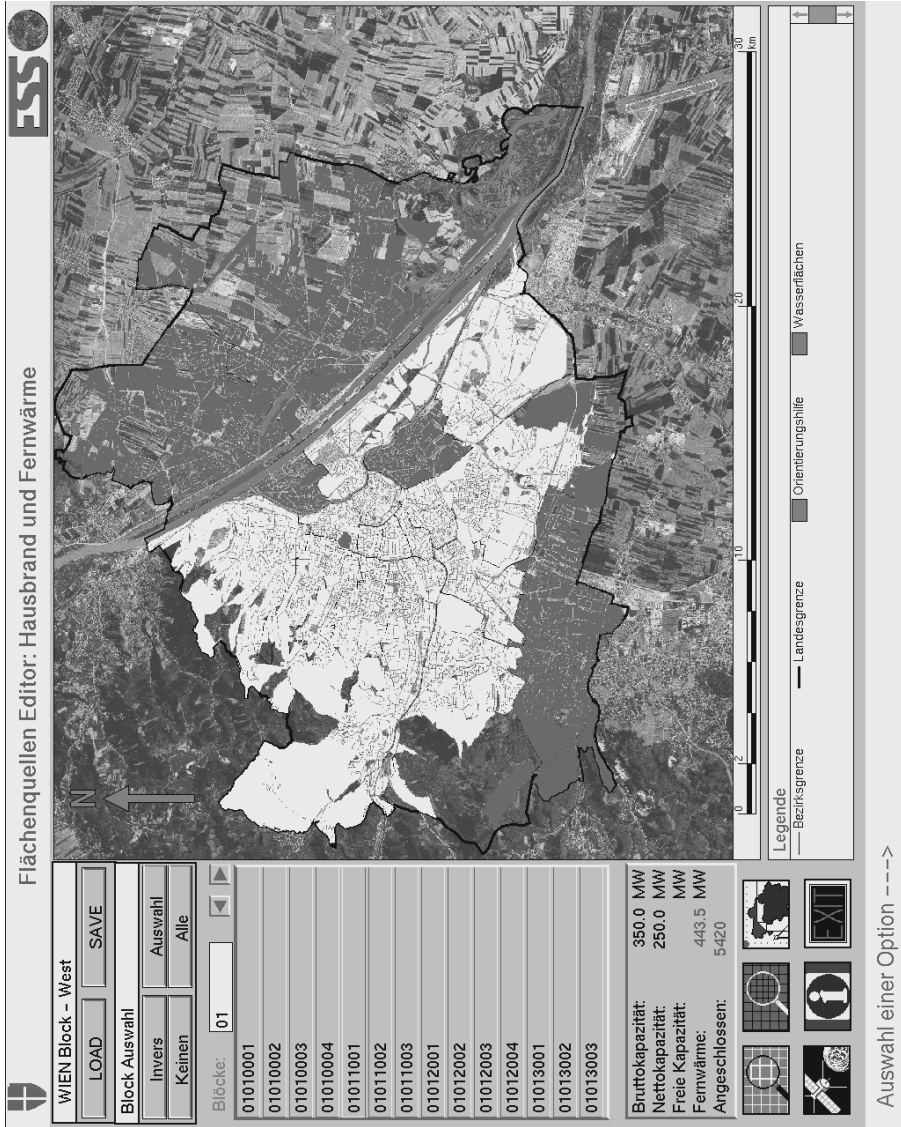 Flächenquellen Editor: Hausbrand und Fernwärme
ESS
WIEN Block - West
LOAD SAVE
Block Auswahl
Invers Auswahl
Keinen Alle
Blöcke: 01
01010001
01010002
01010003
01010004
01011001
01011002
01011003
01012001
01012002
01012003
01012004
01013001
01013002
01013003
Bruttokapazität: 350.0 MW
Nettokapazität: 250.0 MW
Freie Kapazität: MW
Fernwärme: 443.5 MW
Angeschlossen: 5420
i
EXIT
N
0 2 10 20 30
km
Legende
Bezirksgrenze Landesgrenze Orientierungshilfe Wasserflächen
Auswahl einer Option ---->